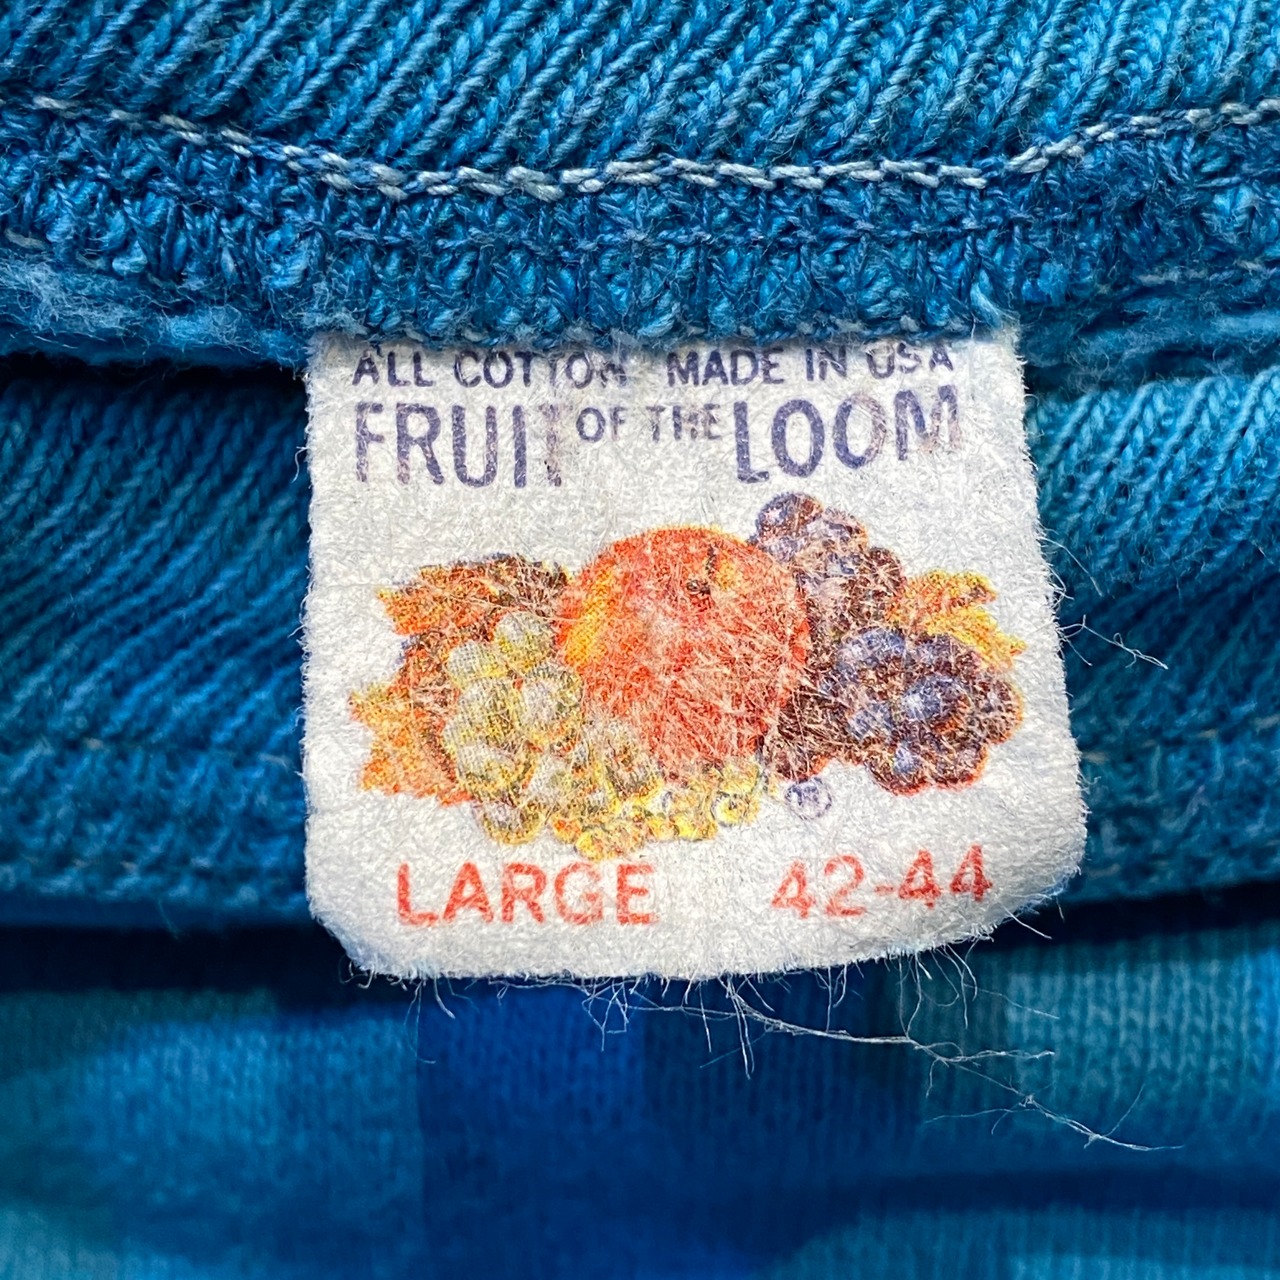 ALL COTTON MADE IN USA
FRUIT OF THE LOOM
®
LARGE 42-44